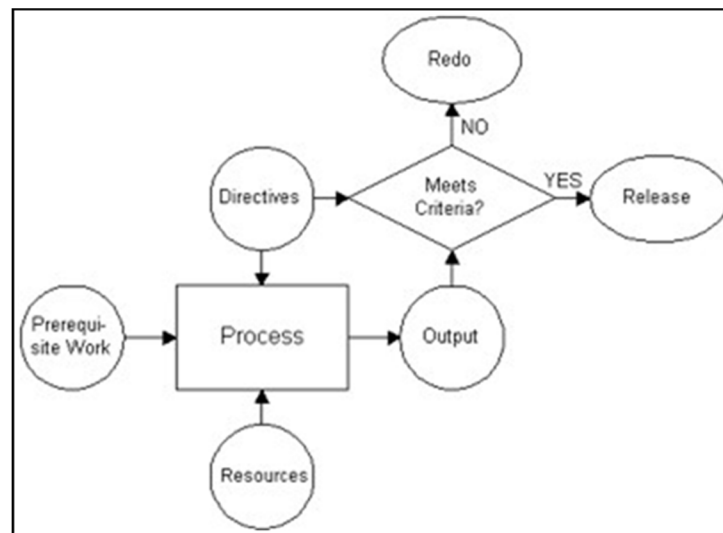 Redo
NO
Directives
Meets
Criteria?
YES
Release
Prerequi-
site Work
Process
Output
Resources